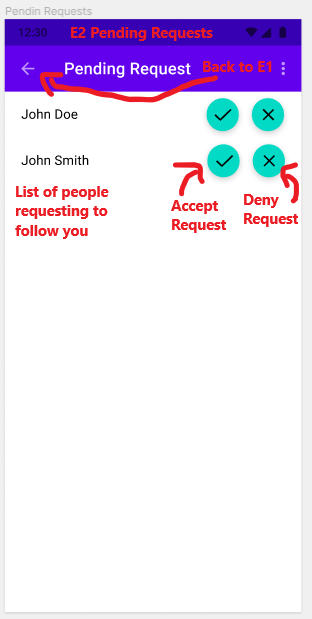 Pendin Requests
12:30 E2 Pending Requests
Pending Request Back to E1
John Doe
John Smith
List of people
requesting to
follow you
Accept
Request
Deny
Request